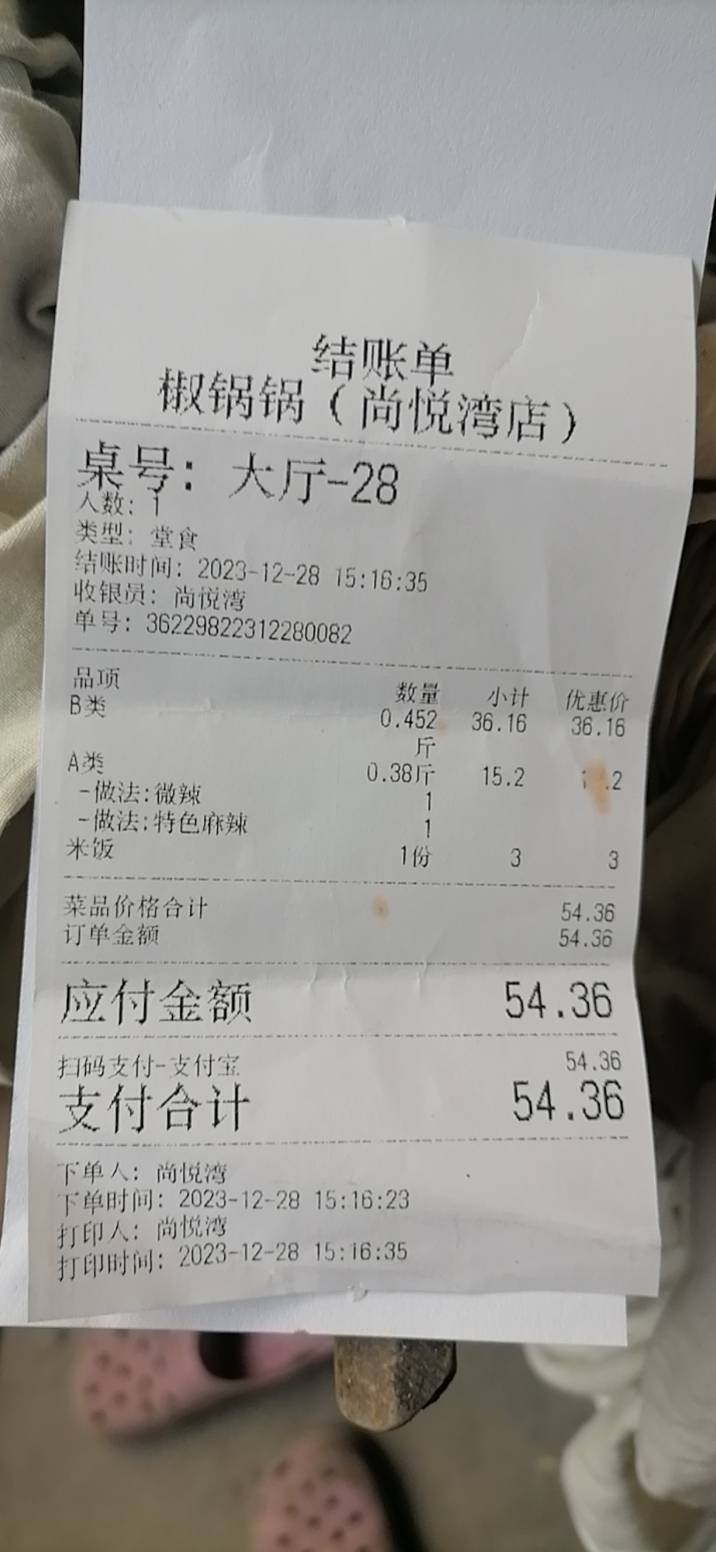 结账单
椒锅锅（尚悦湾店）
桌号：大厅-28
人数：1
类型：堂食
结账时间：2023-12-28 15:16:35
收银员：尚悦湾
单号：36229822312280082
品项 数量 小计 优惠价
B类 0.452 36.16 36.16
斤
A类 0.38斤 15.2
-做法:微辣 1
-做法:特色麻辣 1
米饭 1份 3 3
菜品价格合计 54.36
订单金额 54.36
应付金额 54.36
扫码支付-支付宝 54.36
支付合计 54.36
下单人：尚悦湾
下单时间：2023-12-28 15:16:23
打印人：尚悦湾
打印时间：2023-12-28 15:16:35